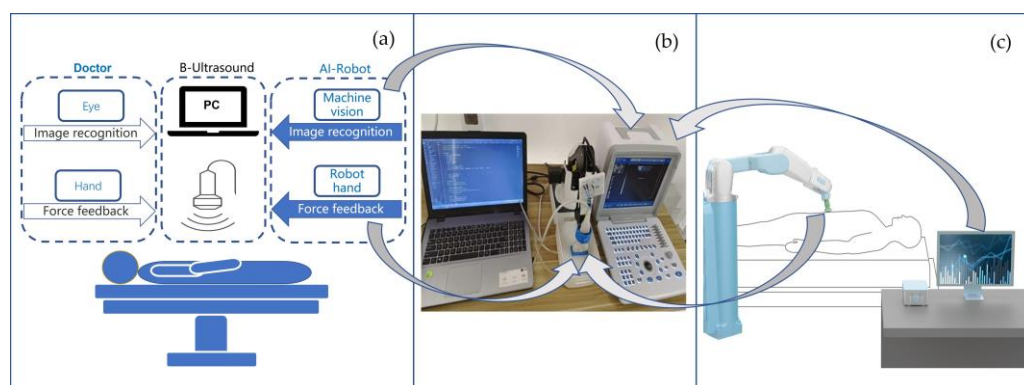 (a)
(b)
(c)
Doctor
B-Ultrasound
AI-Robot
Eye
PC
Machine
vision
Image recognition
Image recognition
Hand
Robot
hand
Force feedback
Force feedback